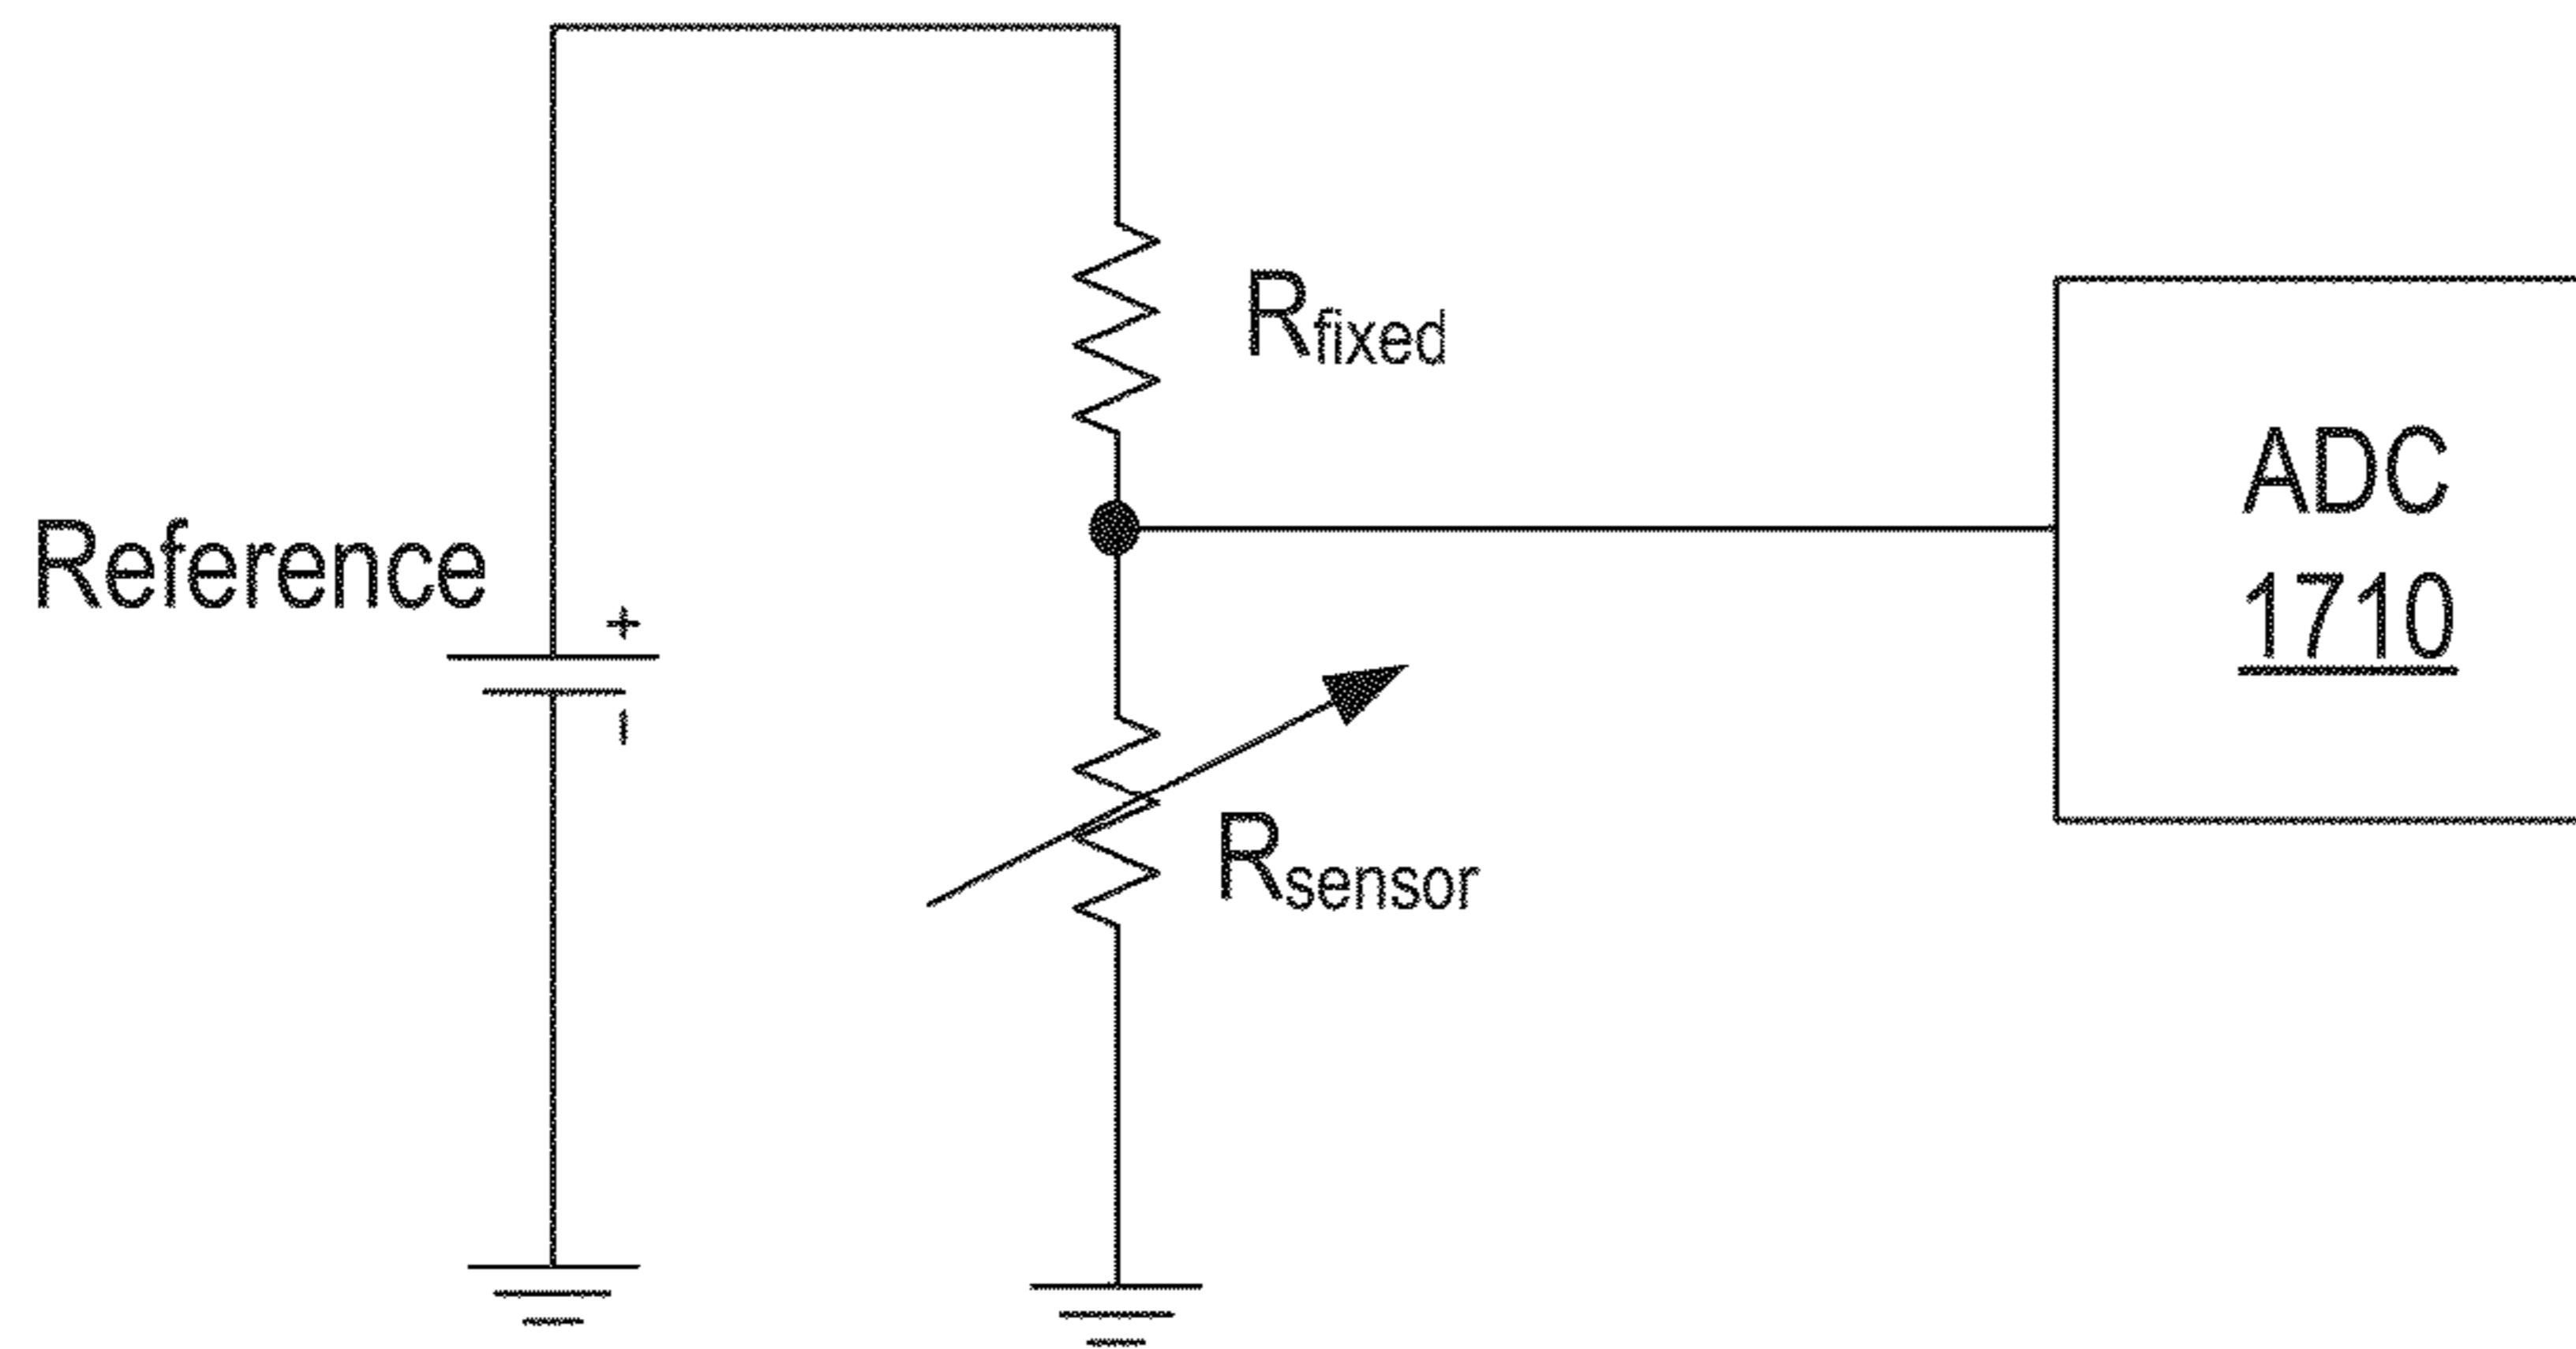 Reference
+
–
Rfixed
Rsensor
ADC
1710